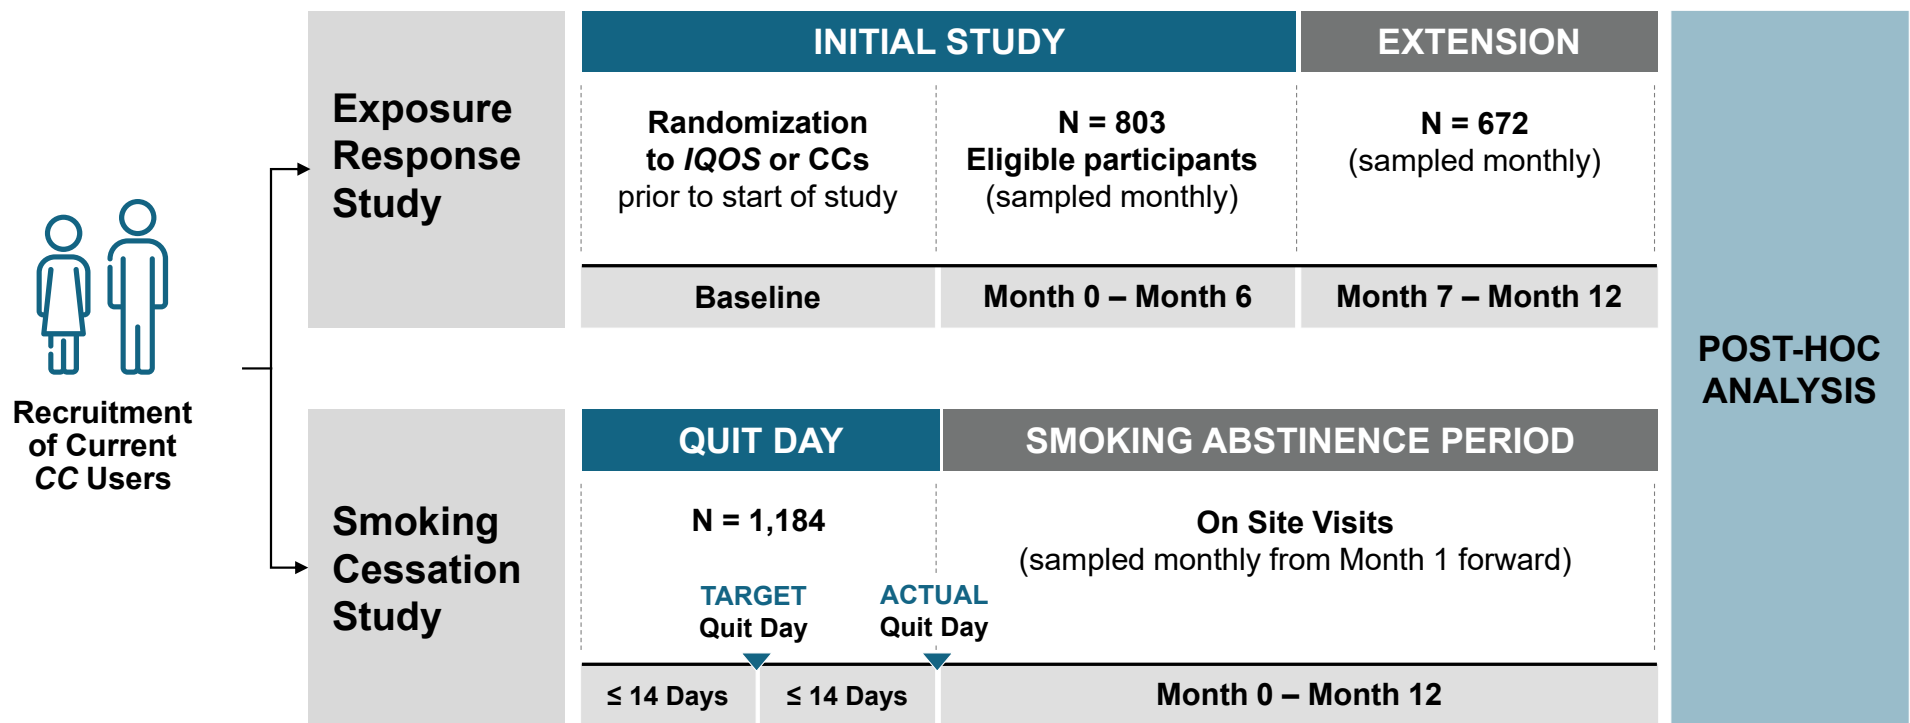 Recruitment
of Current
CC Users
Exposure
Response
Study
INITIAL STUDY
EXTENSION
Randomization
to IQOS or CCs
prior to start of study
N = 803
Eligible participants
(sampled monthly)
N = 672
(sampled monthly)
Baseline
Month 0 – Month 6
Month 7 – Month 12
Smoking
Cessation
Study
QUIT DAY
SMOKING ABSTINENCE PERIOD
N = 1,184
On Site Visits
(sampled monthly from Month 1 forward)
TARGET
Quit Day
ACTUAL
Quit Day
≤ 14 Days
≤ 14 Days
Month 0 – Month 12
POST-HOC
ANALYSIS